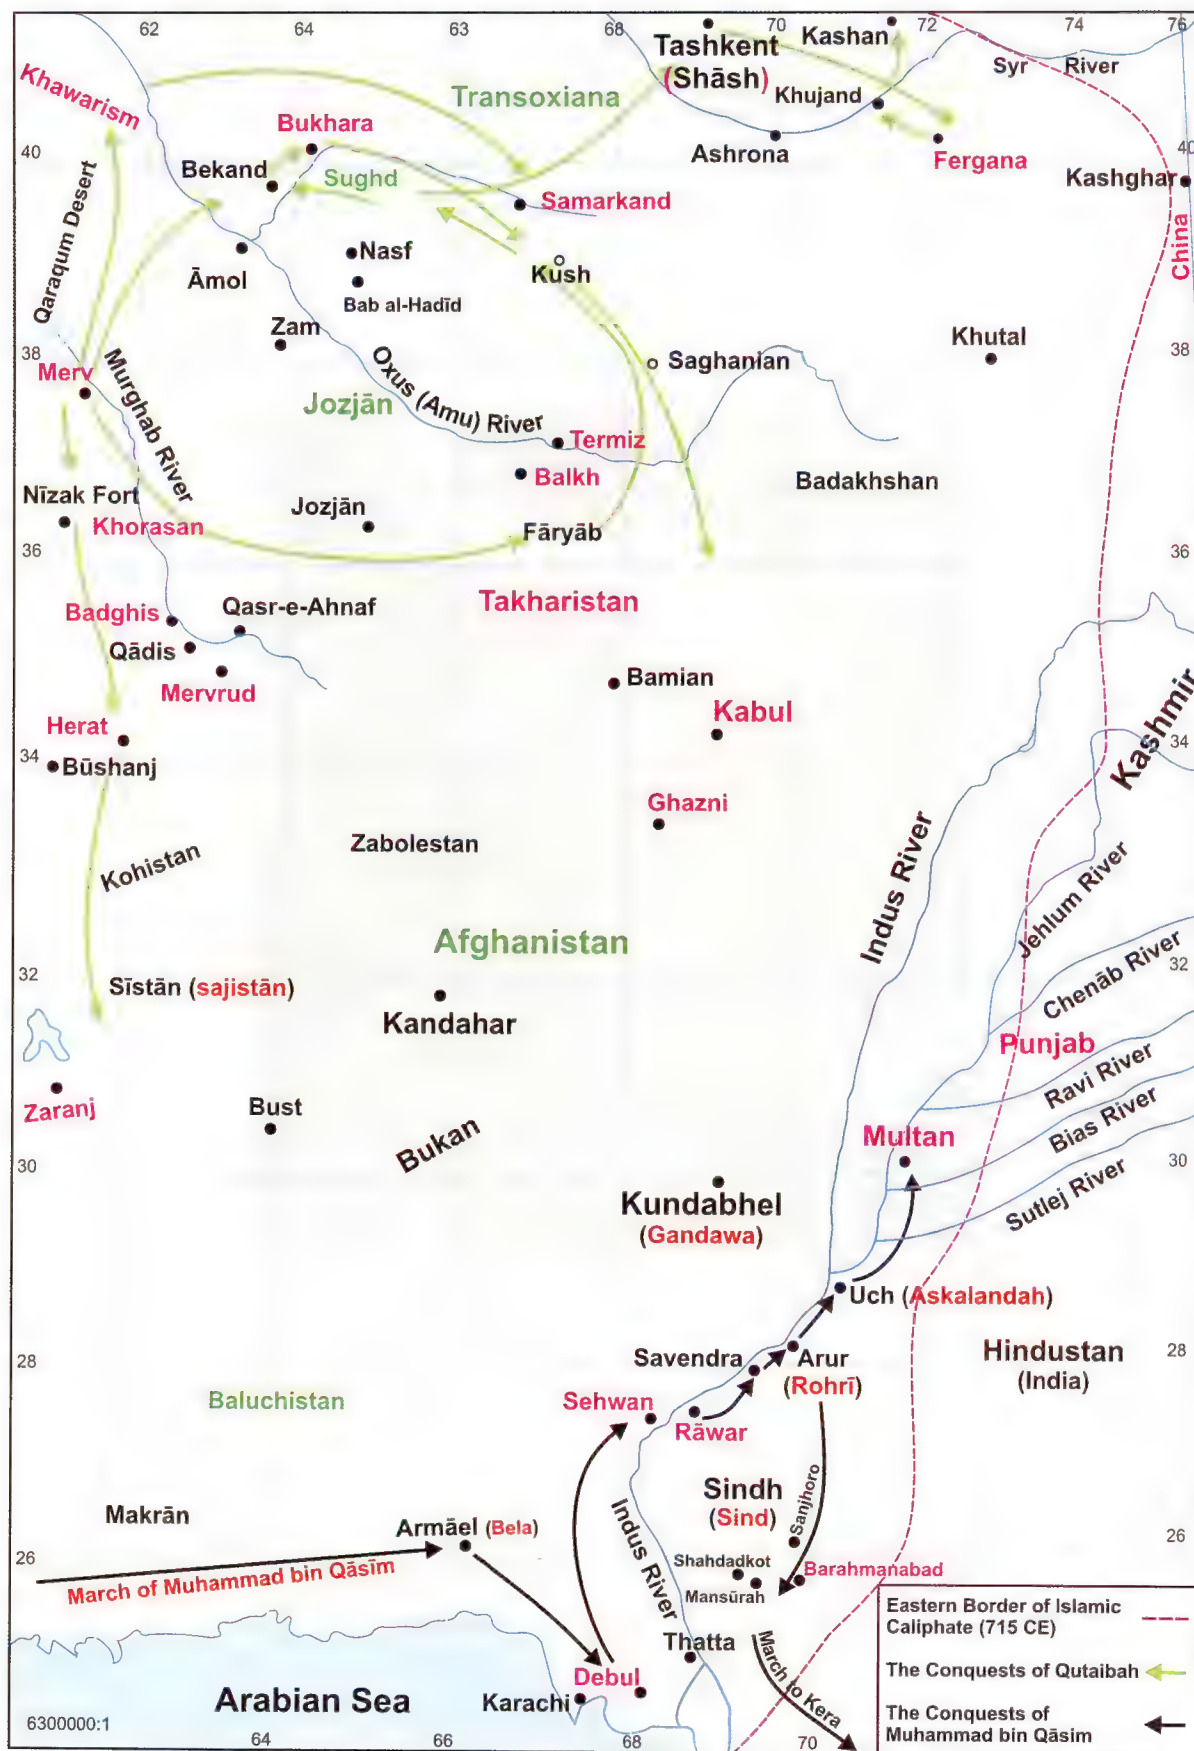 62
64
63
68
70
72
74
76
Kashan
Tashkent
(Shāsh)
Syr River
Khawarism
Transoxiana
Khujand
Bukhara
40
Ashrona
Fergana
40
Bekand
Sughd
Kashghar
Samarkand
Qaraqum Desert
China
Nasf
Āmol
Kush
Bab al-Hadīd
Zam
Khutal
38
38
Merv
Murghab River
Oxus (Amu) River
Saghanian
Jozjān
Termiz
Balkh
Badakhshan
Nīzak Fort
Jozjān
Khorasan
Fāryāb
36
36
Takharistan
Badghis
Qasr-e-Ahnaf
Qādis
Bamian
Mervrud
Kashmir
Kabul
Herat
34
34
Būshanj
Ghazni
Zabolestan
Kohistan
Indus River
Jehlum River
Afghanistan
32
32
Sīstān (sajistān)
Chenāb River
Kandahar
Punjab
Ravi River
Zaranj
Bust
Bukan
Multan
Bias River
30
30
Kundabhel
(Gandawa)
Sutlej River
Uch (Askalandah)
Savendra
Arur
(Rohrī)
Hindustan
(India)
28
28
Baluchistan
Sehwan
Rāwar
Sindh
(Sind)
Sanjhoro
Makrān
Armāel (Bela)
Indus River
26
26
Shahdadkot
Barahmanabad
March of Muhammad bin Qāsīm
Mansūrah
Thatta
March to Kera
Debul
Karachi
Arabian Sea
6300000:1
64
66
68
70
Eastern Border of Islamic
Caliphate (715 CE)
The Conquests of Qutaibah
The Conquests of
Muhammad bin Qāsim